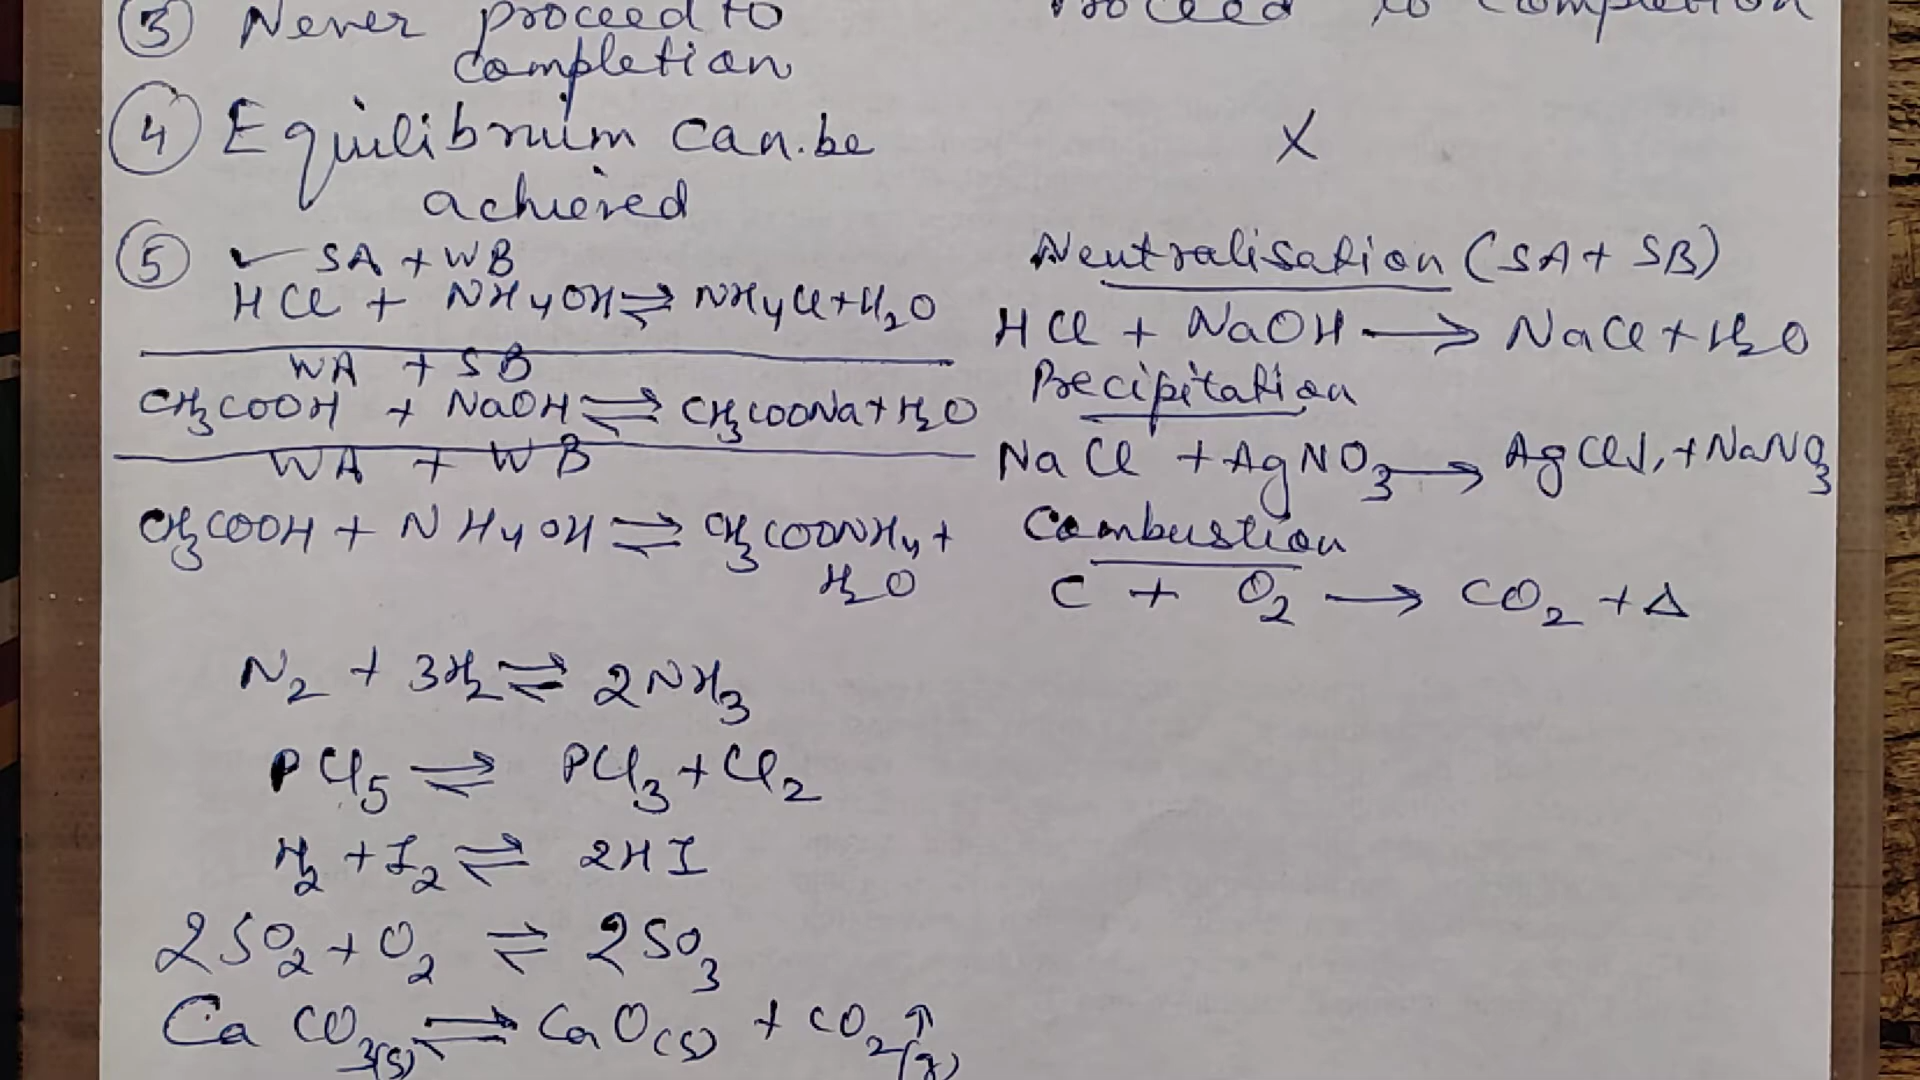 ③ Never proceed to
completion
Proceed to completion
④ Equilibrium can be
achieved
X
⑤ ✓ SA + WB
HCl + NH4OH ⇌ NH4Cl + H2O
WA + SB
CH3COOH + NaOH ⇌ CH3COONa + H2O
WA + WB
CH3COOH + NH4OH ⇌ CH3COONH4 +
H2O
N2 + 3H2 ⇌ 2NH3
PCl5 ⇌ PCl3 + Cl2
H2 + I2 ⇌ 2HI
2SO2 + O2 ⇌ 2SO3
CaCO3(s) ⇌ CaO(s) + CO2↑(g)
Neutralisation (SA + SB)
HCl + NaOH → NaCl + H2O
Precipitation
NaCl + AgNO3 → AgCl↓ + NaNO3
Combustion
C + O2 → CO2 + Δ